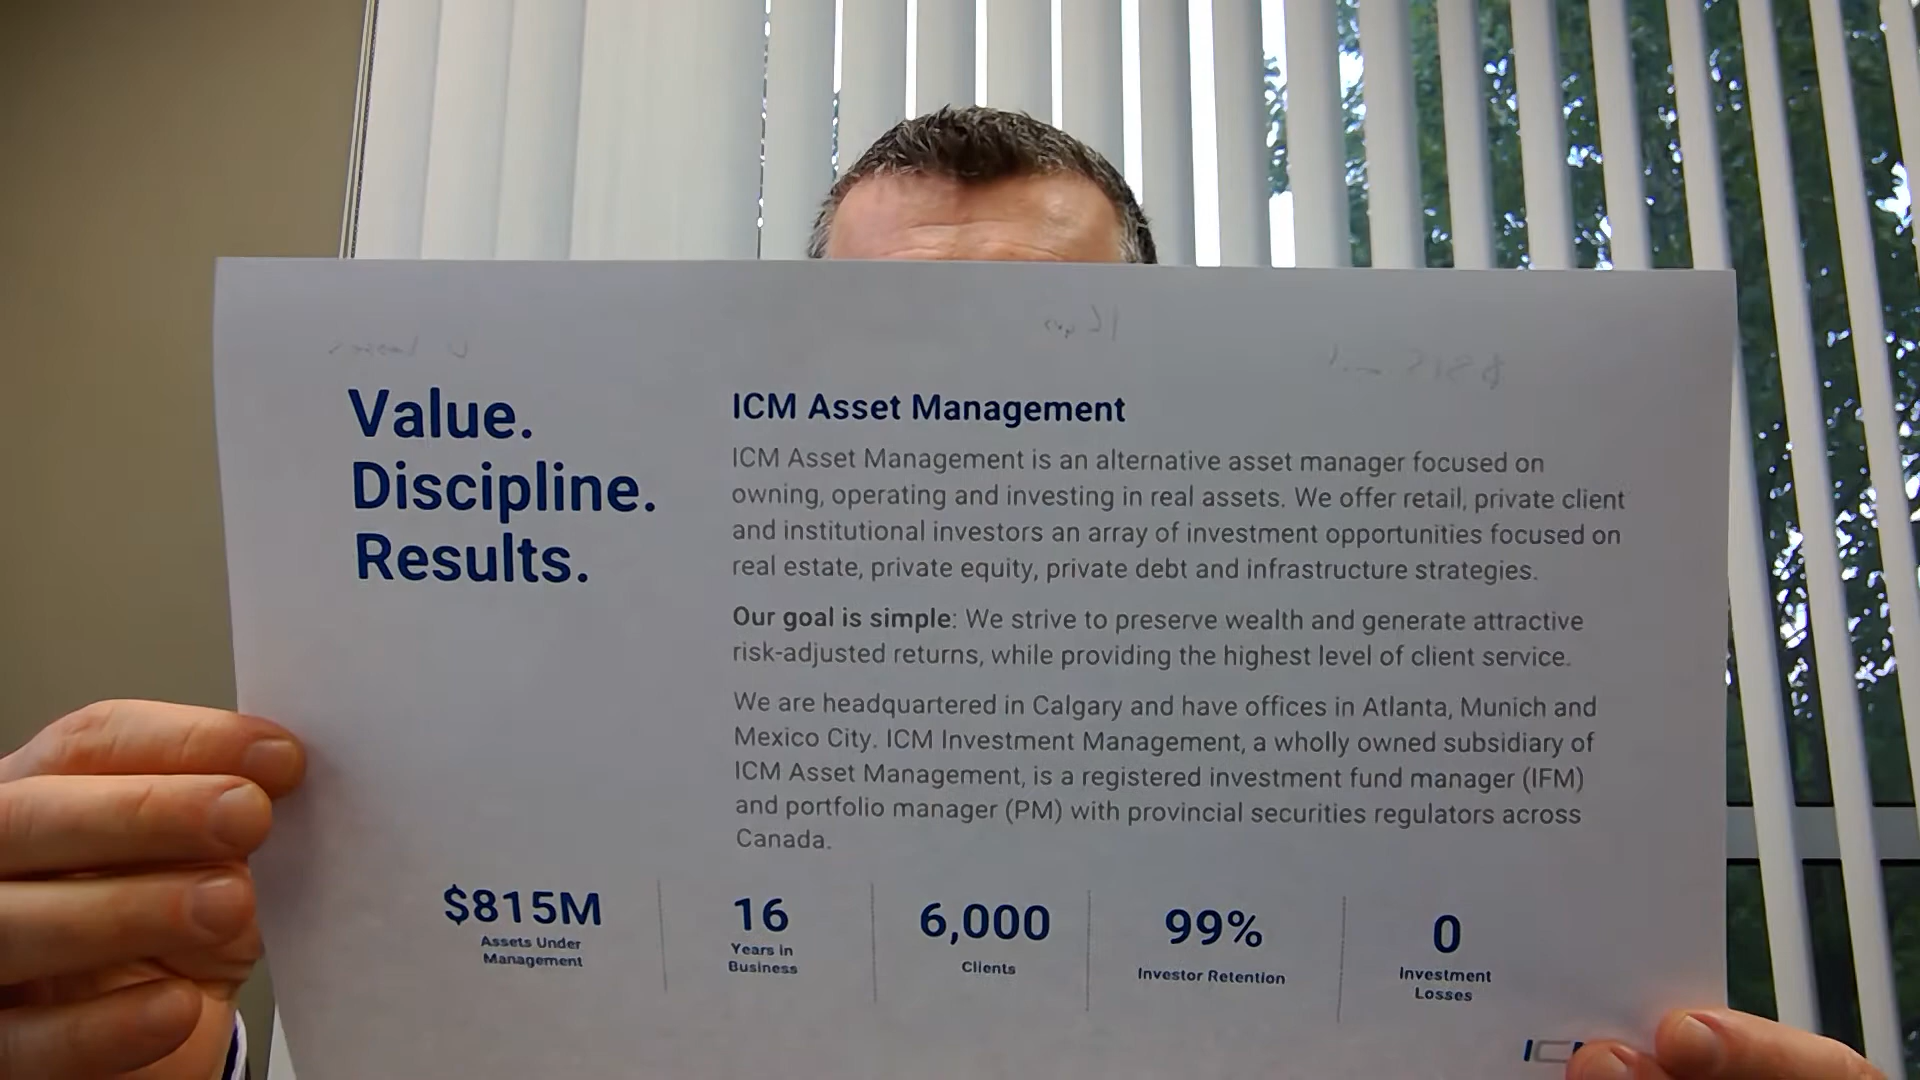 Value.
Discipline.
Results.
ICM Asset Management
ICM Asset Management is an alternative asset manager focused on
owning, operating and investing in real assets. We offer retail, private client
and institutional investors an array of investment opportunities focused on
real estate, private equity, private debt and infrastructure strategies.
Our goal is simple: We strive to preserve wealth and generate attractive
risk-adjusted returns, while providing the highest level of client service.
We are headquartered in Calgary and have offices in Atlanta, Munich and
Mexico City. ICM Investment Management, a wholly owned subsidiary of
ICM Asset Management, is a registered investment fund manager (IFM)
and portfolio manager (PM) with provincial securities regulators across
Canada.
$815M
Assets Under
Management
16
Years in
Business
6,000
Clients
99%
Investor Retention
0
Investment
Losses